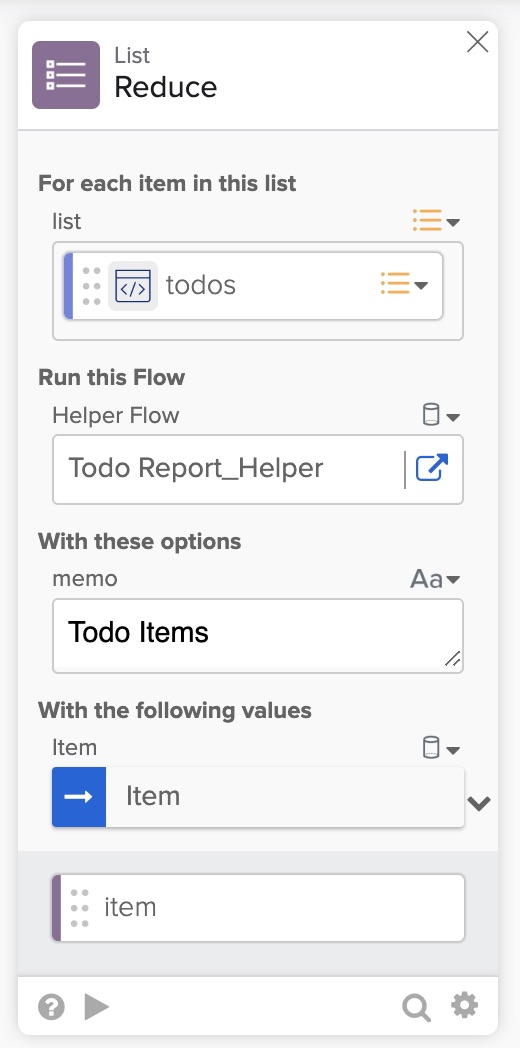 List
Reduce
For each item in this list
list
</> todos
Run this Flow
Helper Flow
Todo Report_Helper
With these options
memo Aa
Todo Items
With the following values
Item
Item
item
?